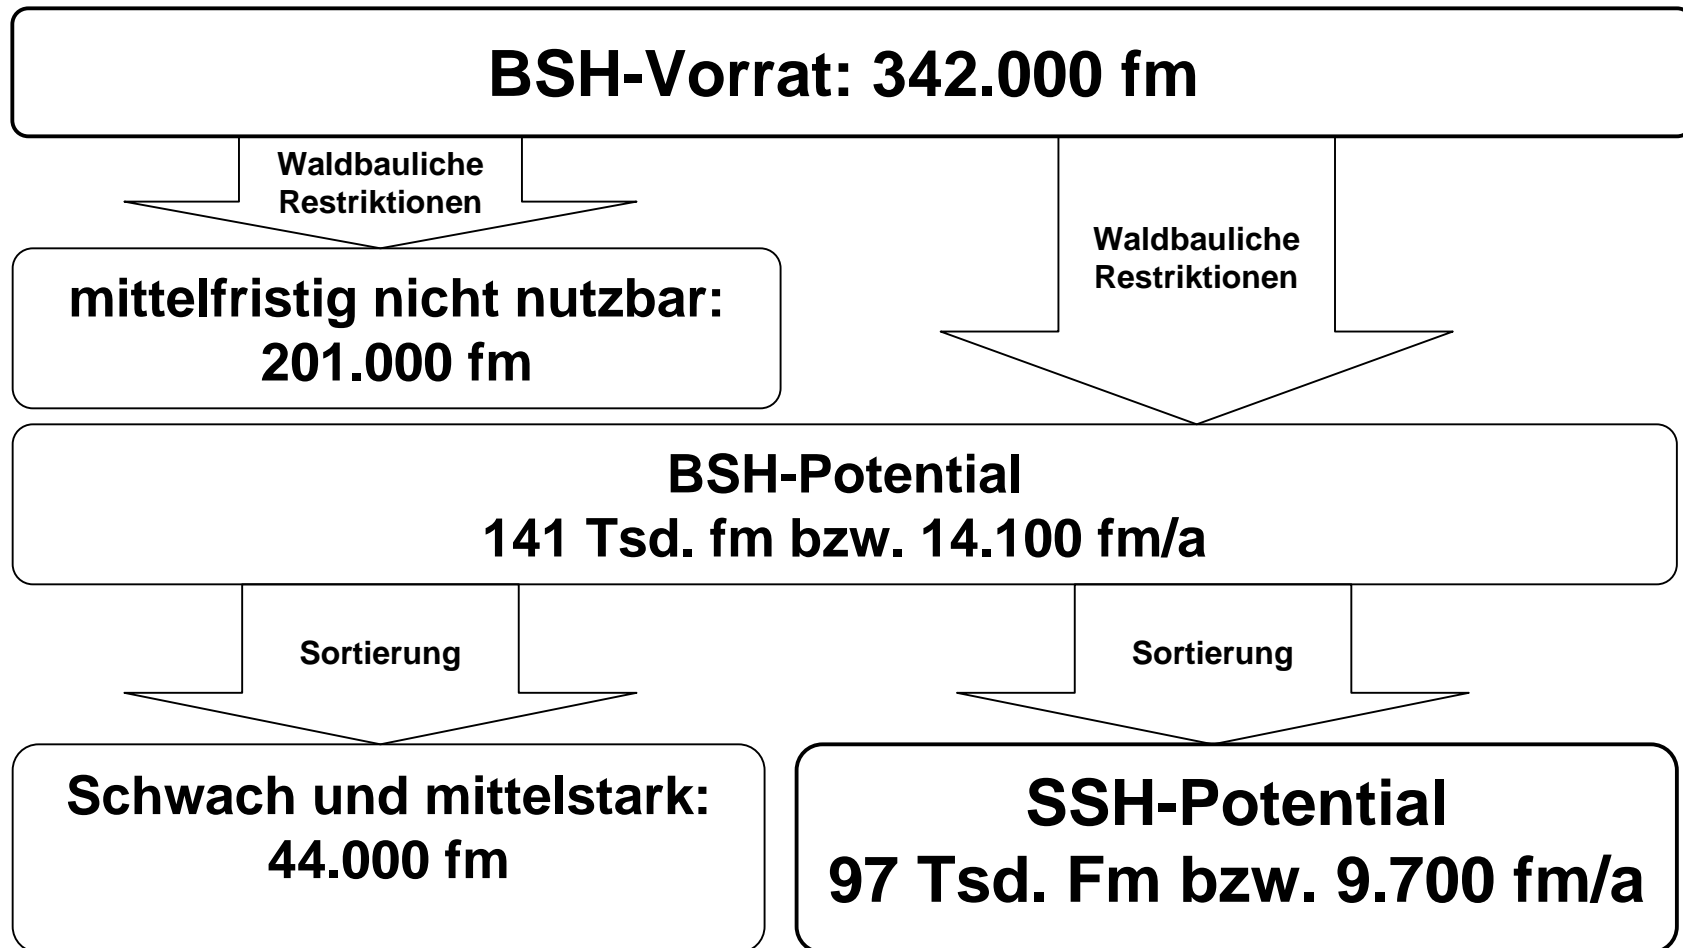 BSH-Vorrat: 342.000 fm
Waldbauliche
Restriktionen
Waldbauliche
Restriktionen
mittelfristig nicht nutzbar:
201.000 fm
BSH-Potential
141 Tsd. fm bzw. 14.100 fm/a
Sortierung
Sortierung
Schwach und mittelstark:
44.000 fm
SSH-Potential
97 Tsd. Fm bzw. 9.700 fm/a